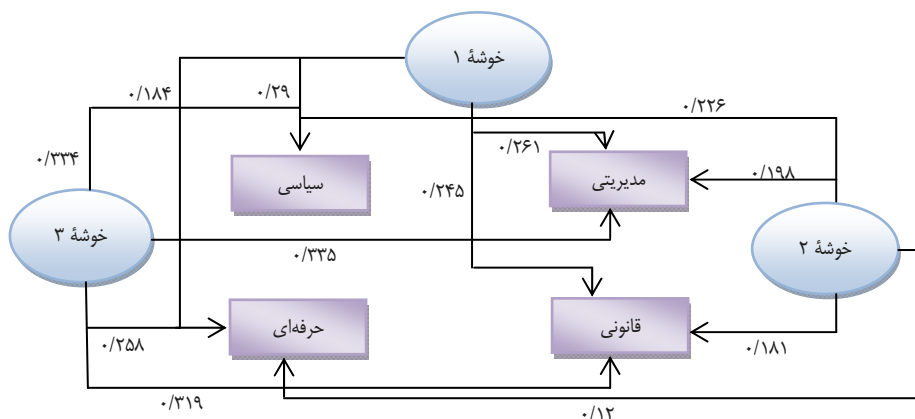 خوشهٔ ۱
۰/۱۸۴
۰/۲۹
۰/۲۲۶
۰/۳۳۴
۰/۲۶۱
سیاسی
۰/۲۴۵
مدیریتی
۰/۱۹۸
خوشهٔ ۳
خوشهٔ ۲
۰/۳۳۵
حرفه‌ای
قانونی
۰/۲۵۸
۰/۱۸۱
۰/۳۱۹
۰/۱۲